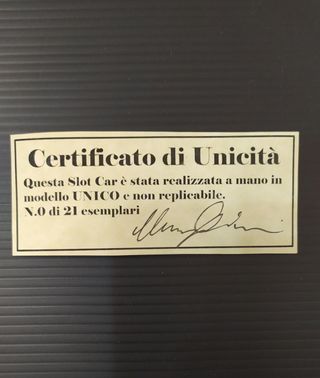 Certificato di Unicità
Questa Slot Car è stata realizzata a mano in
modello UNICO e non replicabile.
N.0 di 21 esemplari